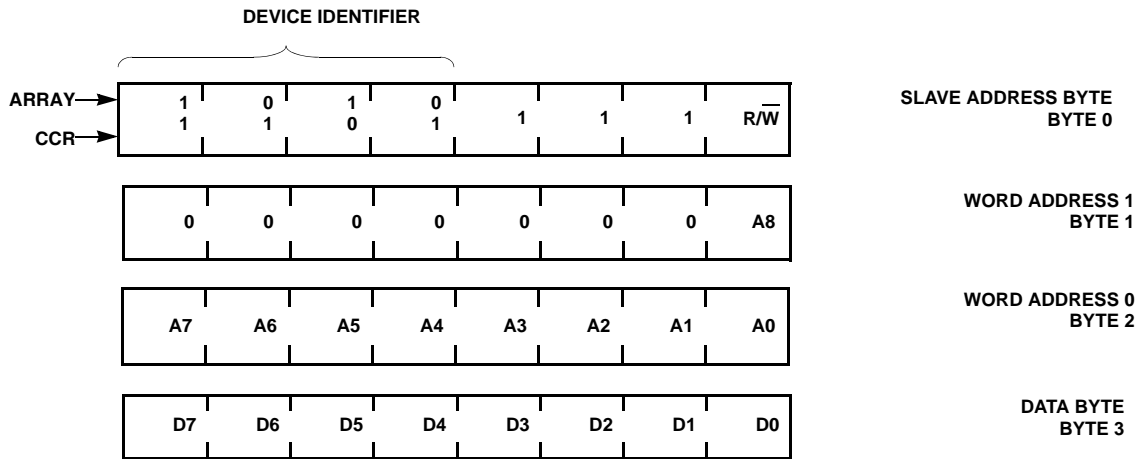 DEVICE IDENTIFIER
ARRAY 1 0 1 0
CCR 1 1 0 1 1 1 1 R/W̅
SLAVE ADDRESS BYTE
BYTE 0
0 0 0 0 0 0 0 A8
WORD ADDRESS 1
BYTE 1
A7 A6 A5 A4 A3 A2 A1 A0
WORD ADDRESS 0
BYTE 2
D7 D6 D5 D4 D3 D2 D1 D0
DATA BYTE
BYTE 3